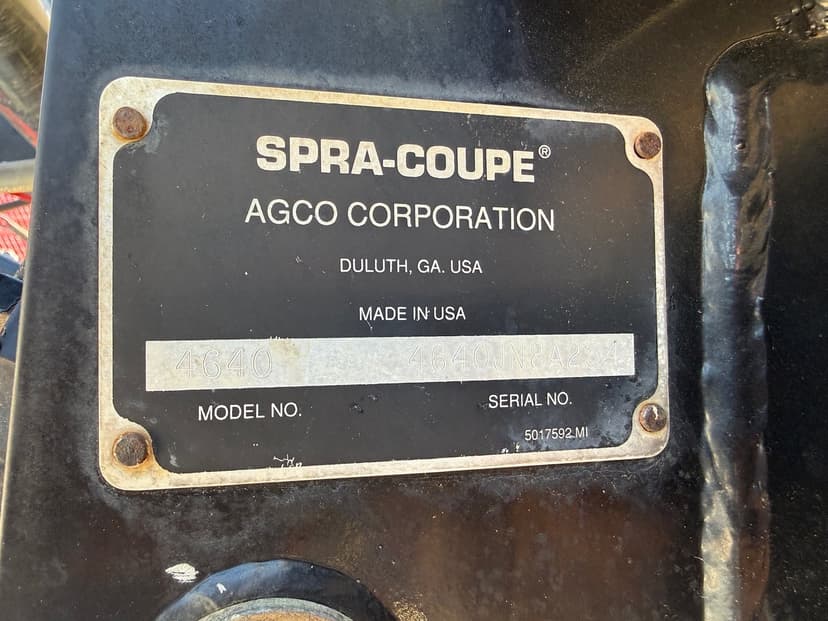 SPRA-COUPE®
AGCO CORPORATION
DULUTH, GA. USA
MADE IN USA
4640
MODEL NO.
SERIAL NO.
5017592 MI